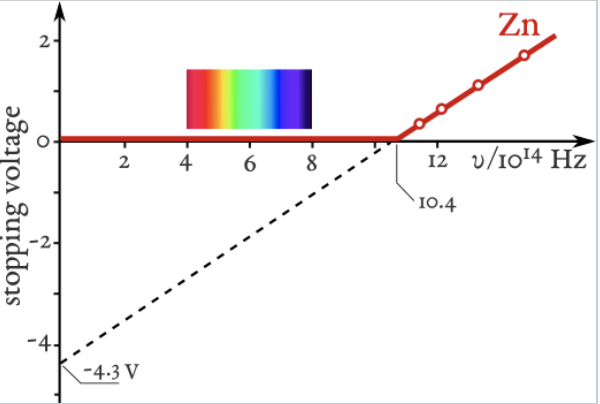 Zn
2
0
-2
-4
stopping voltage
2
4
6
8
12
ν/10¹⁴ Hz
10.4
-4.3 V